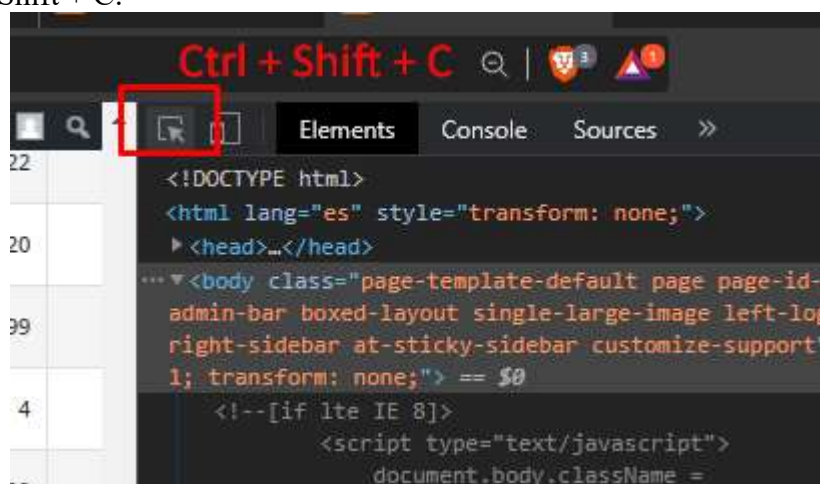 Shift + C.
Ctrl + Shift + C
3
1
22
Elements Console Sources »
<!DOCTYPE html>
<html lang="es" style="transform: none;">
20
▶<head>…</head>
··· ▼<body class="page-template-default page page-id-
admin-bar boxed-layout single-large-image left-log
99
right-sidebar at-sticky-sidebar customize-support"
l; transform: none;"> == $0
4
<!--[if lte IE 8]>
<script type="text/javascript">
document.body.className =